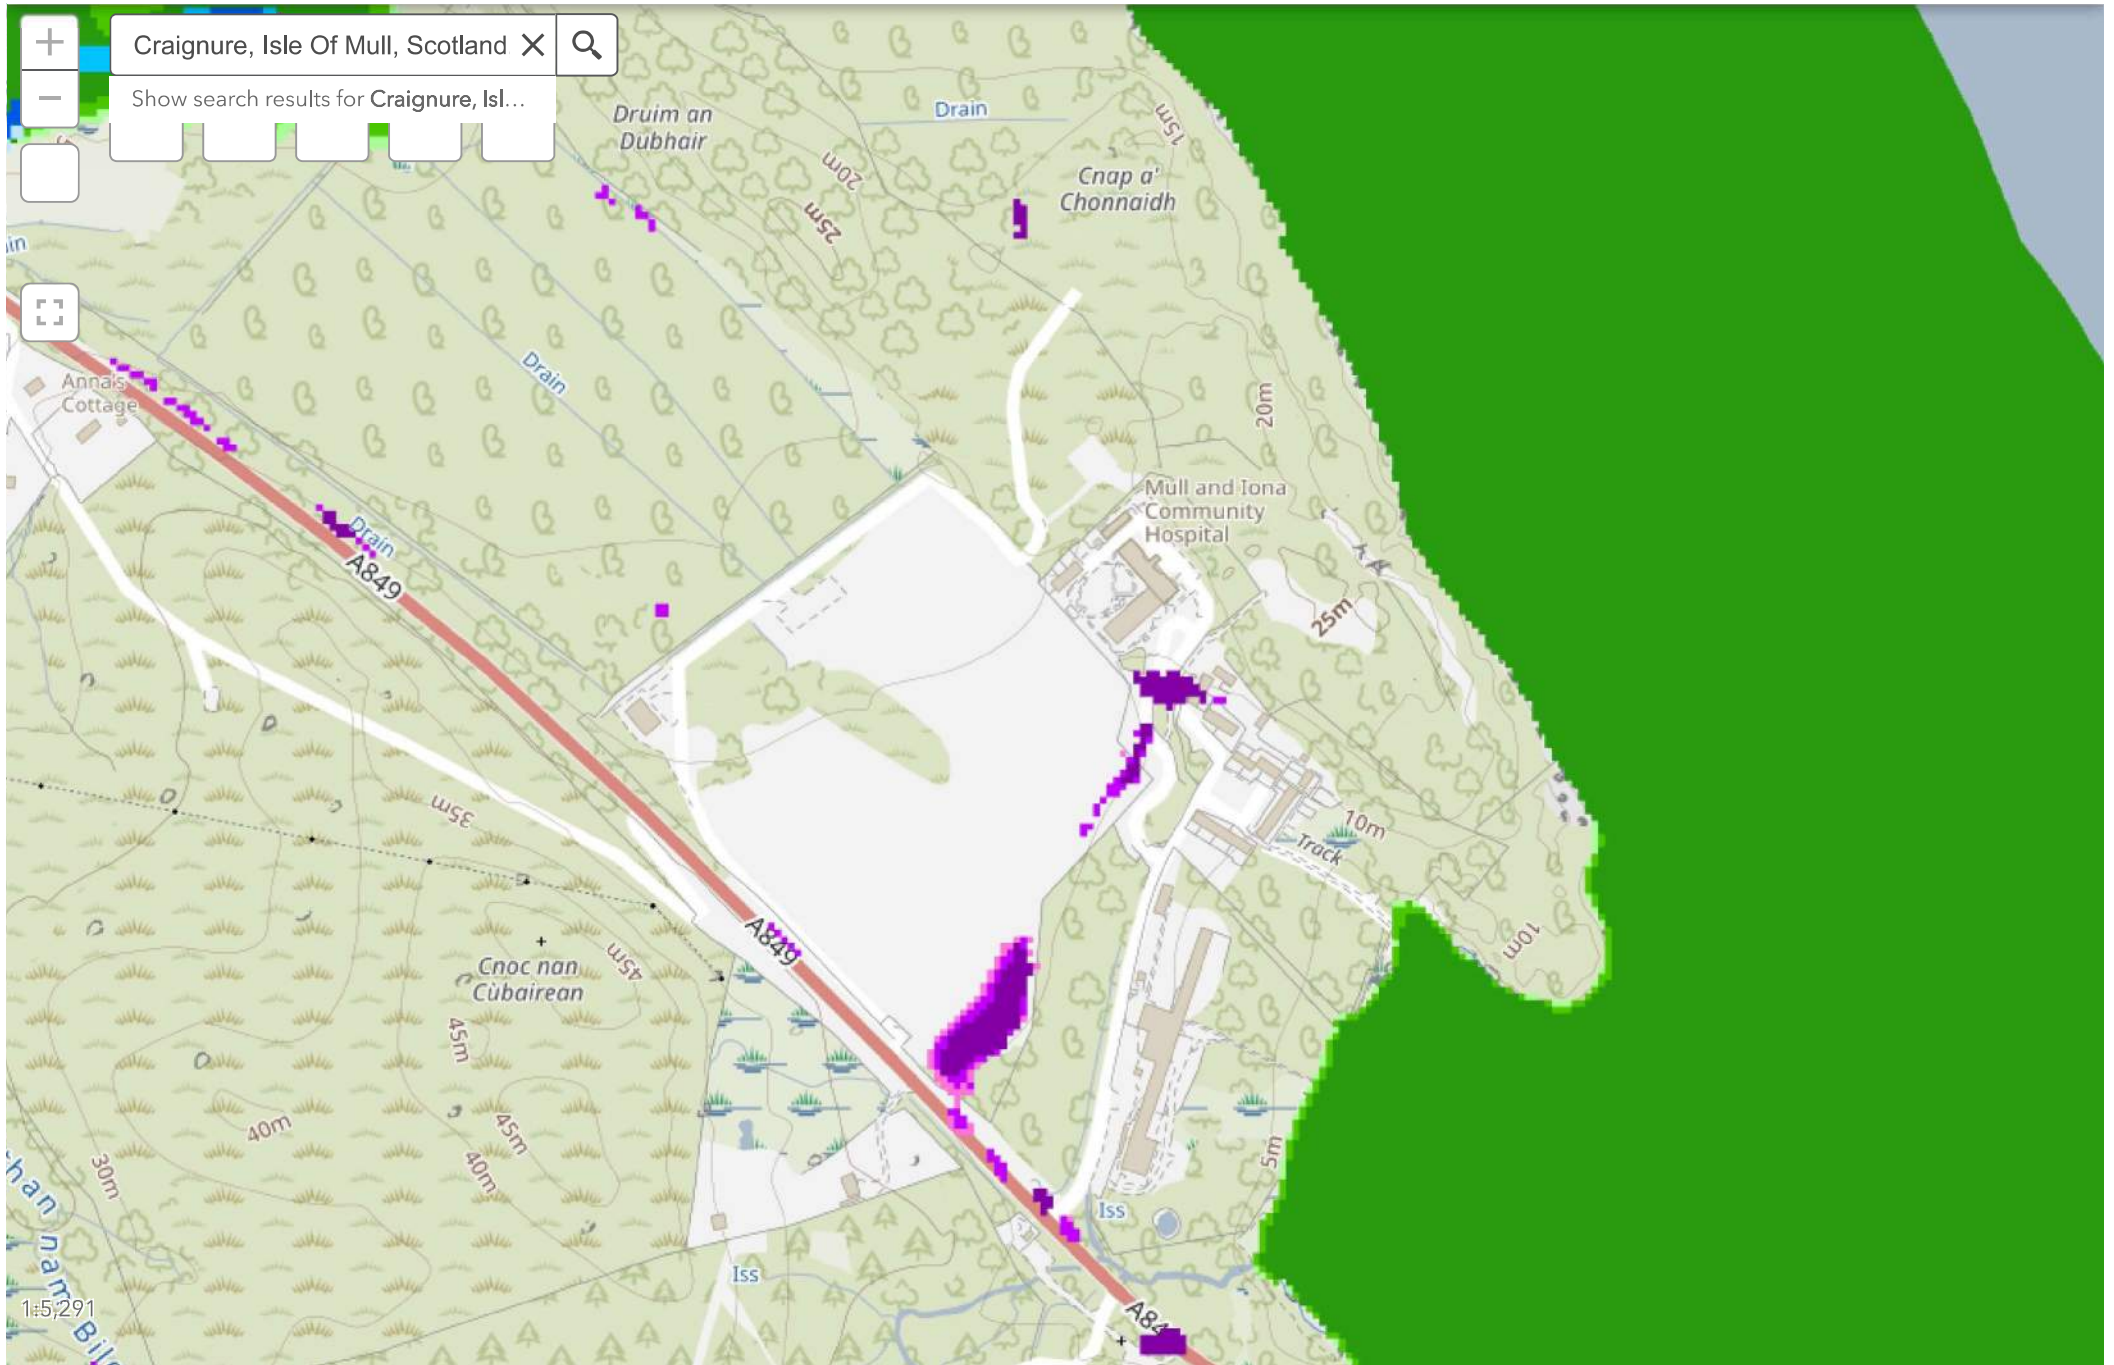 Craignure, Isle Of Mull, Scotland
Show search results for Craignure, Isl...
Druim an
Dubhair
Drain
15m
20m
Cnap a'
Chonnaidh
25m
in
Drain
Anna's
Cottage
20m
Mull and Iona
Community
Hospital
Drain
A849
25m
35m
10m
Track
A849
10m
Cnoc nan
Cùbairean
45m
45m
40m
45m
40m
30m
5m
Iss
Iss
1:5,291
A84